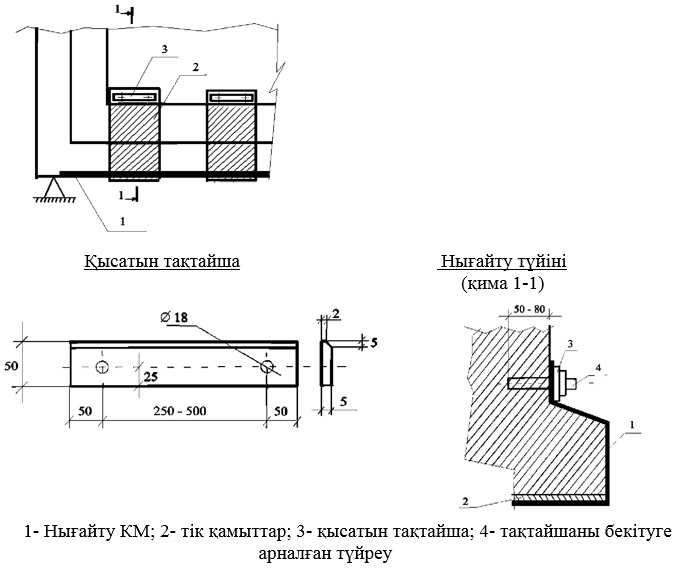 1
3
2
1
1
Қысатын тақтайша
Нығайту түйіні
(қима 1-1)
50 - 80
2
Ø 18
3
5
4
50
25
1
50
250 – 500
50
5
2
1- Нығайту КМ; 2- тік қамыттар; 3- қысатын тақтайша; 4- тақтайшаны бекітуге
арналған түйреу